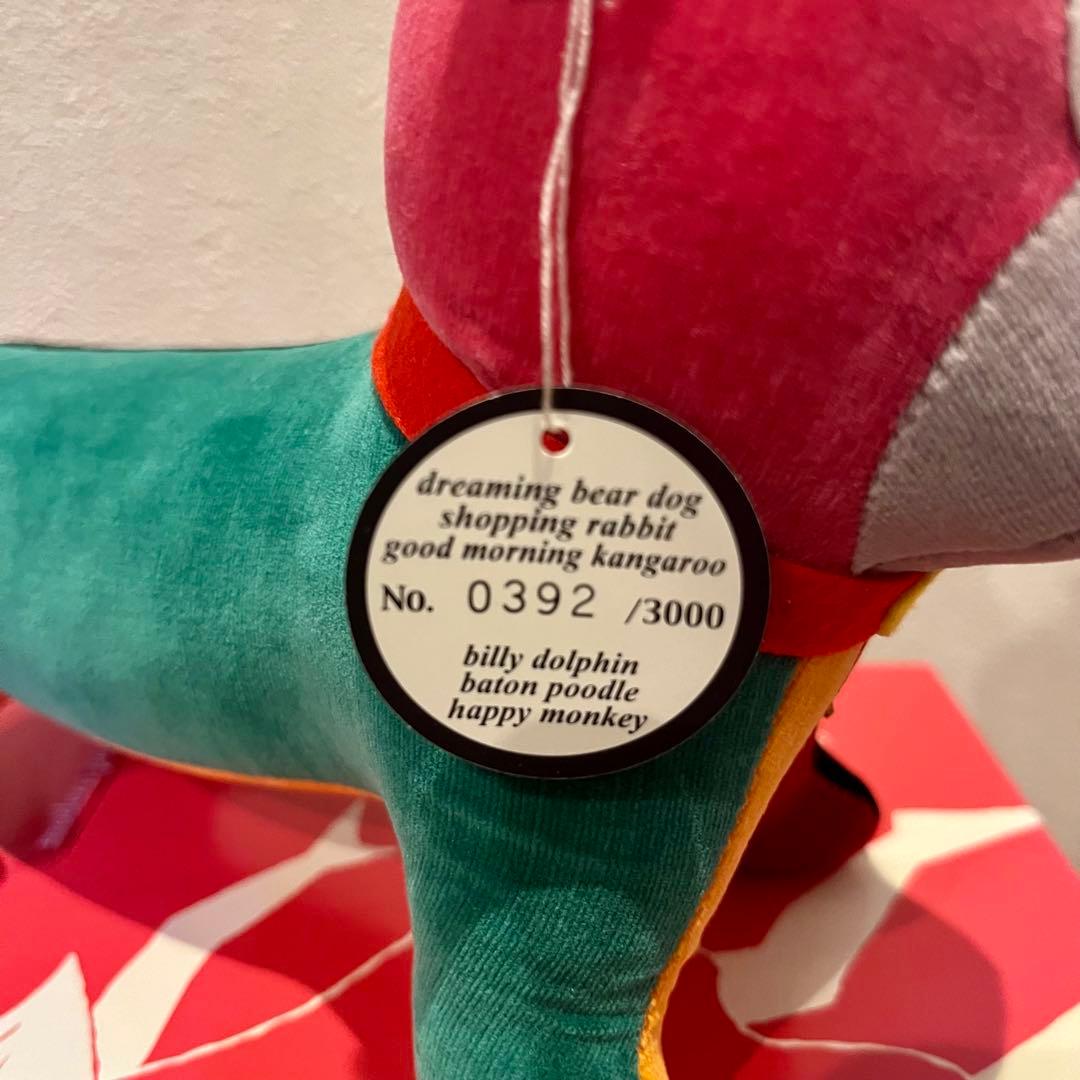 dreaming bear dog
shopping rabbit
good morning kangaroo
No. 0392 /3000
billy dolphin
baton poodle
happy monkey